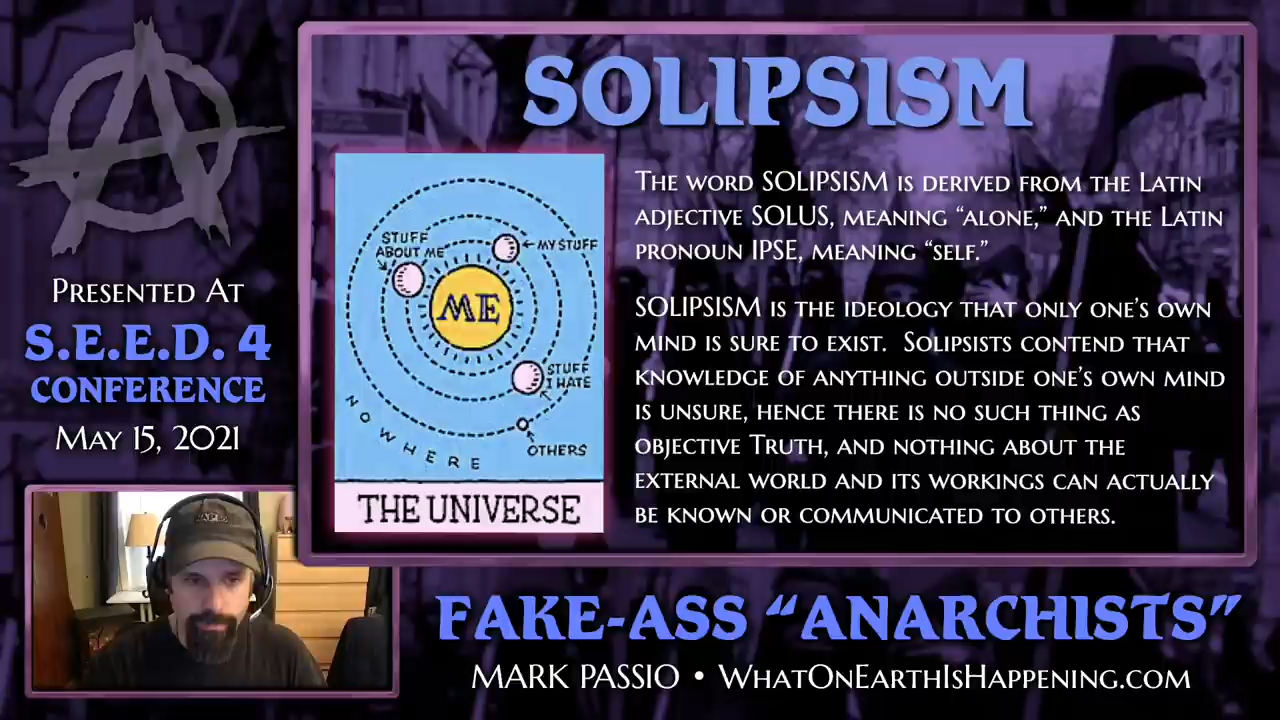 PRESENTED AT
S.E.E.D. 4
CONFERENCE
MAY 15, 2021
SOLIPSISM
STUFF
ABOUT ME
MY STUFF
ME
STUFF
I HATE
OTHERS
NOWHERE
THE UNIVERSE
THE WORD SOLIPSISM IS DERIVED FROM THE LATIN
ADJECTIVE SOLUS, MEANING “ALONE,” AND THE LATIN
PRONOUN IPSE, MEANING “SELF.”
SOLIPSISM IS THE IDEOLOGY THAT ONLY ONE’S OWN
MIND IS SURE TO EXIST. SOLIPSISTS CONTEND THAT
KNOWLEDGE OF ANYTHING OUTSIDE ONE’S OWN MIND
IS UNSURE, HENCE THERE IS NO SUCH THING AS
OBJECTIVE TRUTH, AND NOTHING ABOUT THE
EXTERNAL WORLD AND ITS WORKINGS CAN ACTUALLY
BE KNOWN OR COMMUNICATED TO OTHERS.
FAKE-ASS “ANARCHISTS”
MARK PASSIO • WHATONEARTHISHAPPENING.COM